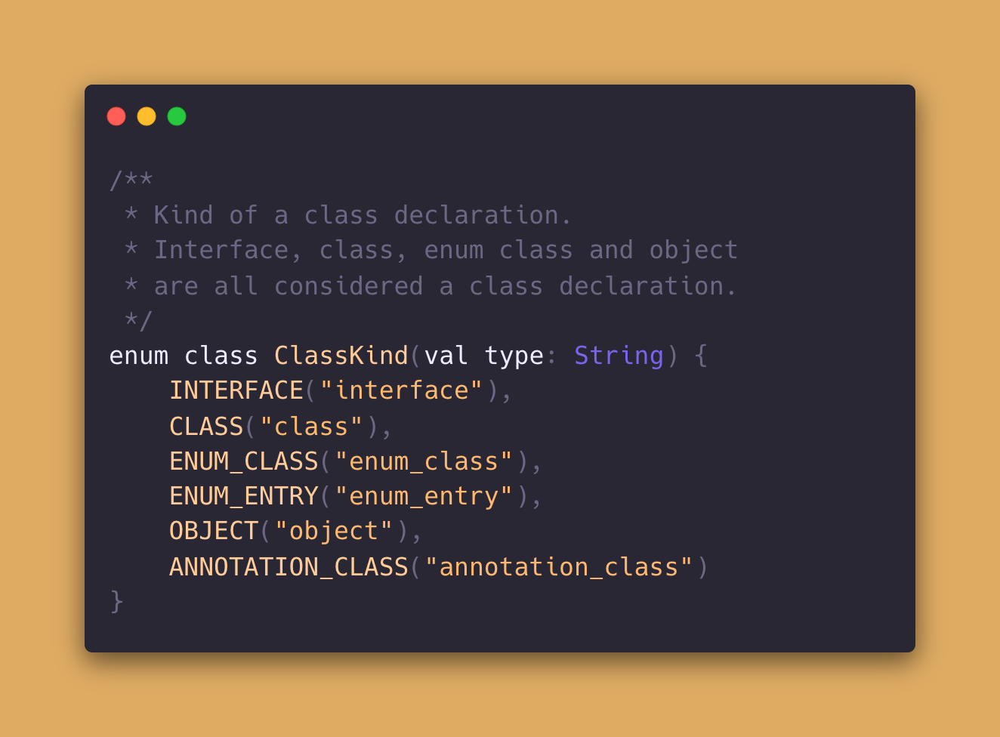 /**
 * Kind of a class declaration.
 * Interface, class, enum class and object
 * are all considered a class declaration.
 */
enum class ClassKind(val type: String) {
    INTERFACE("interface"),
    CLASS("class"),
    ENUM_CLASS("enum_class"),
    ENUM_ENTRY("enum_entry"),
    OBJECT("object"),
    ANNOTATION_CLASS("annotation_class")
}